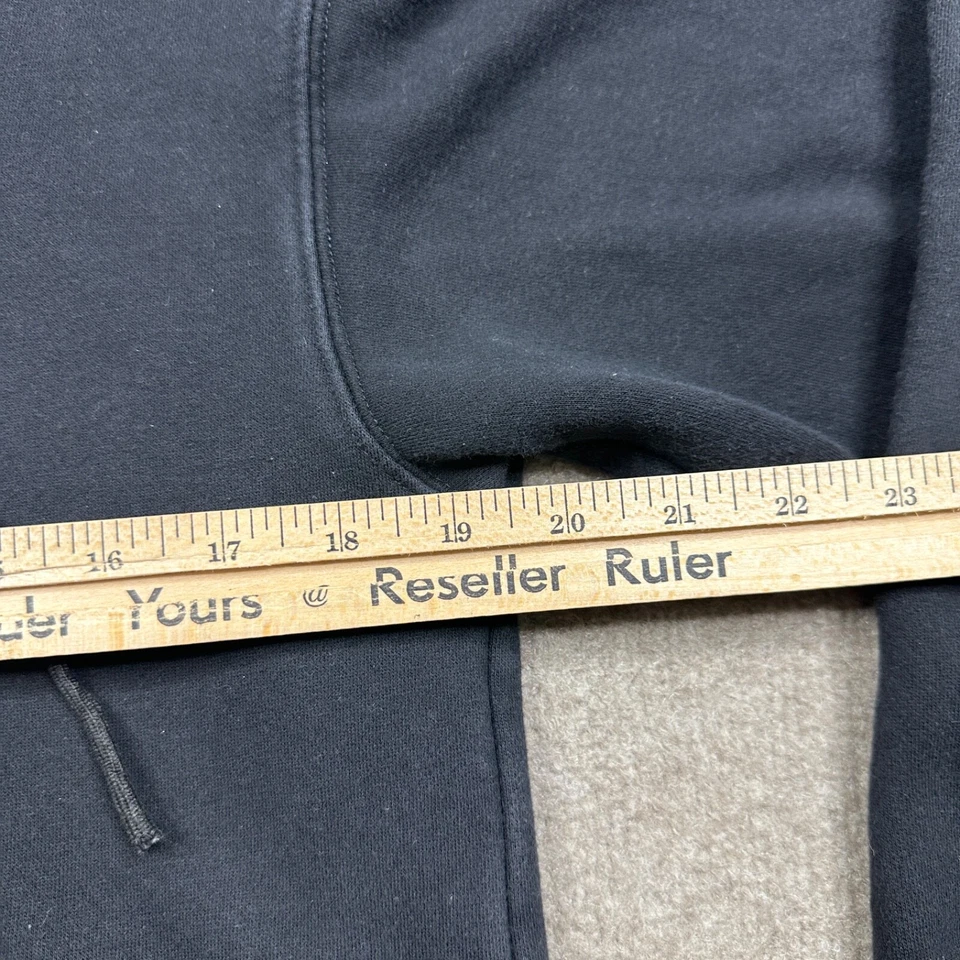 16 17 18 19 20 21 22 23
Yours @ Reseller Ruler